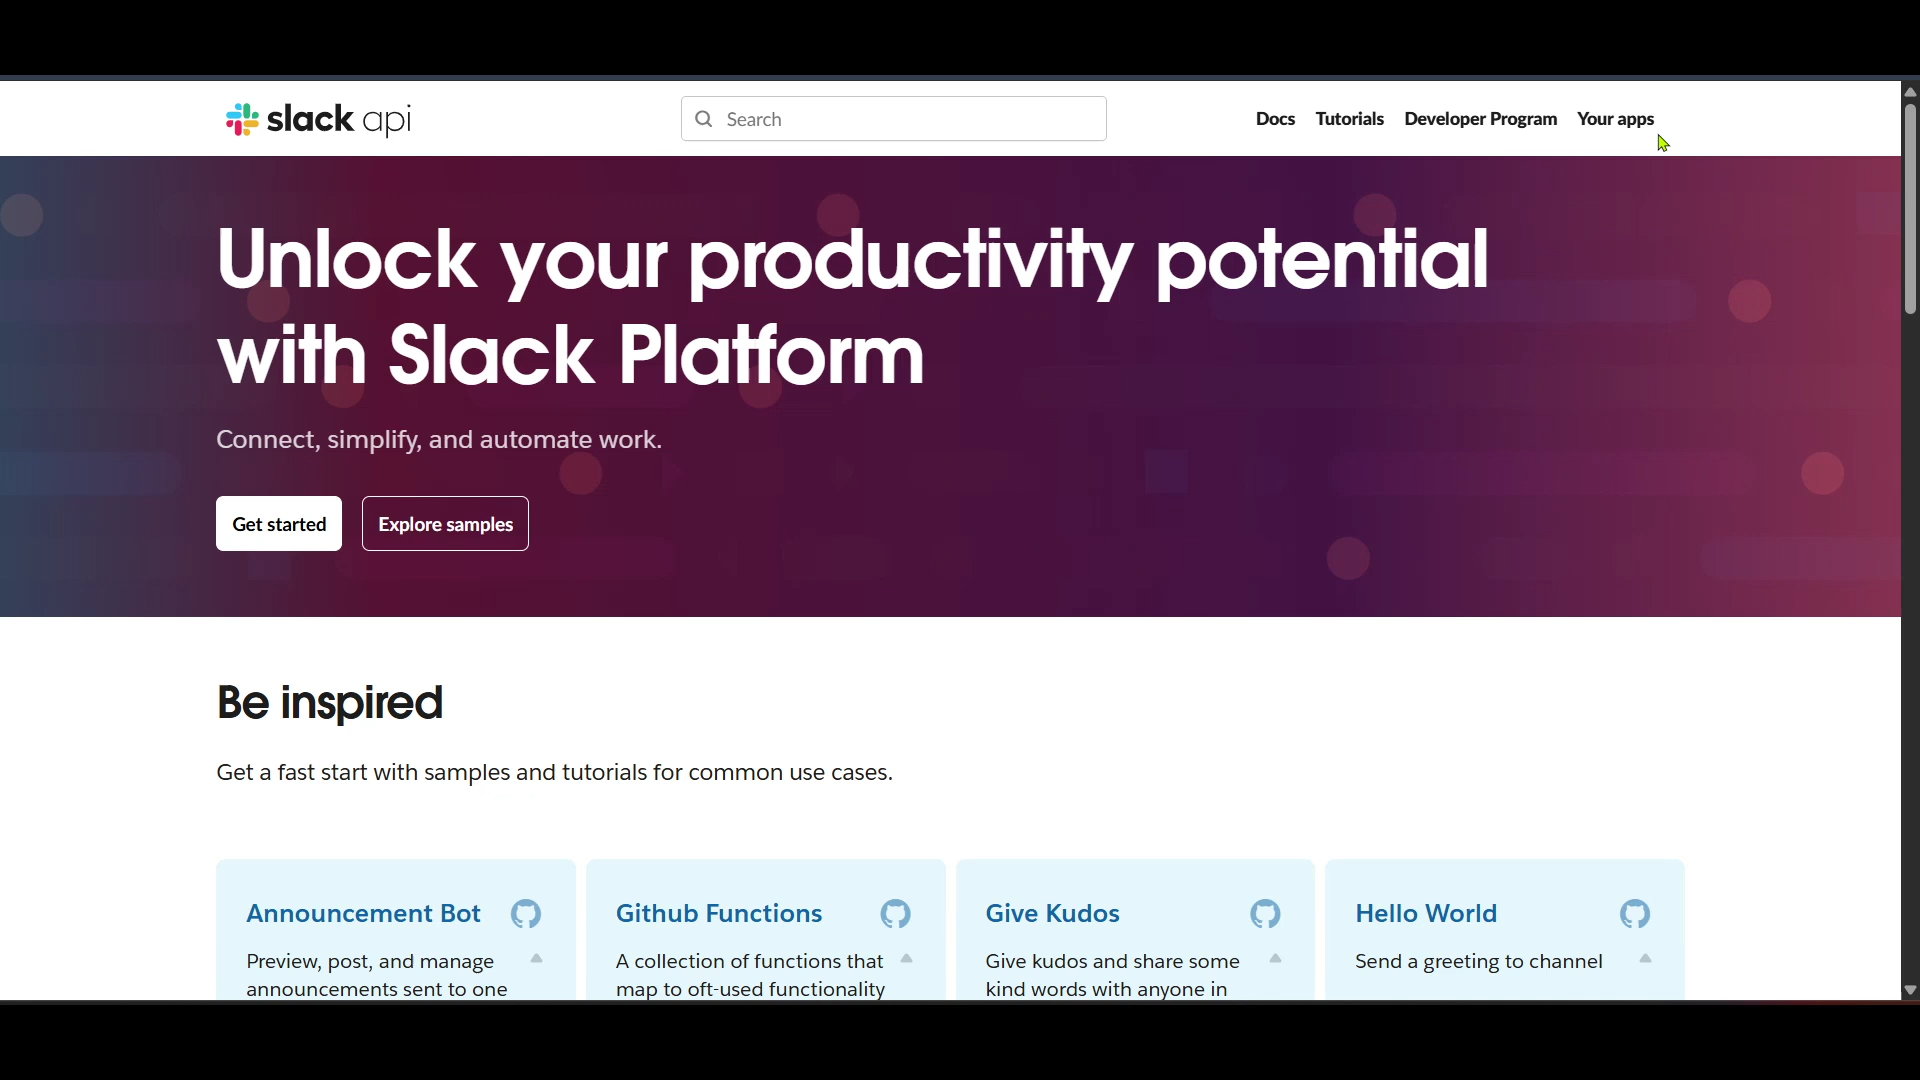 slack api
Search
Docs Tutorials Developer Program Your apps
Unlock your productivity potential
with Slack Platform
Connect, simplify, and automate work.
Get started
Explore samples
Be inspired
Get a fast start with samples and tutorials for common use cases.
Announcement Bot
Preview, post, and manage
announcements sent to one
Github Functions
A collection of functions that
map to oft-used functionality
Give Kudos
Give kudos and share some
kind words with anyone in
Hello World
Send a greeting to channel